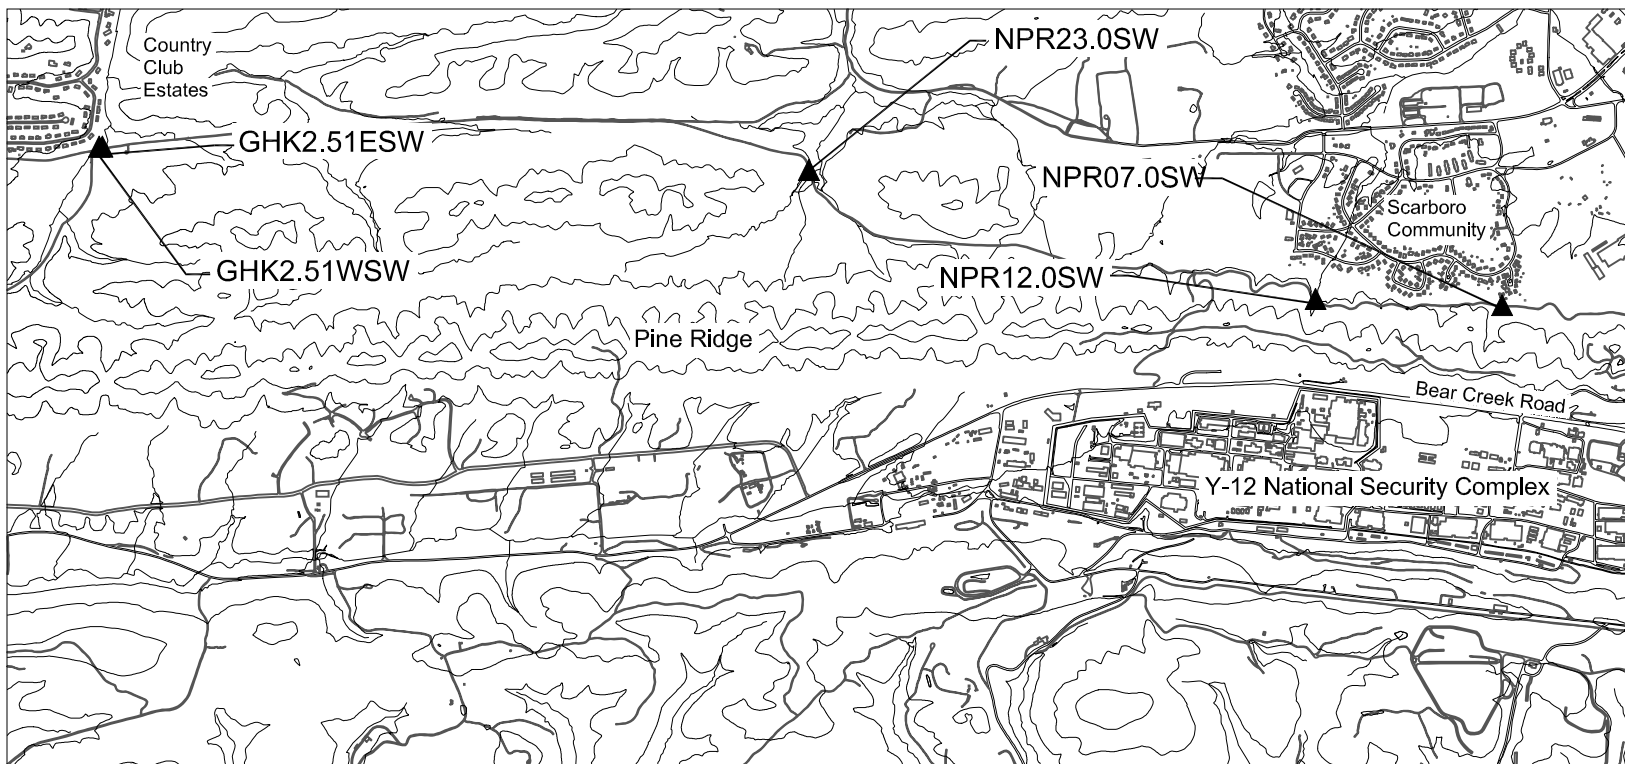 NPR23.0SW
Country
Club
Estates
GHK2.51ESW
NPR07.0SW
Scarboro
Community
GHK2.51WSW
NPR12.0SW
Pine Ridge
Bear Creek Road
Y-12 National Security Complex